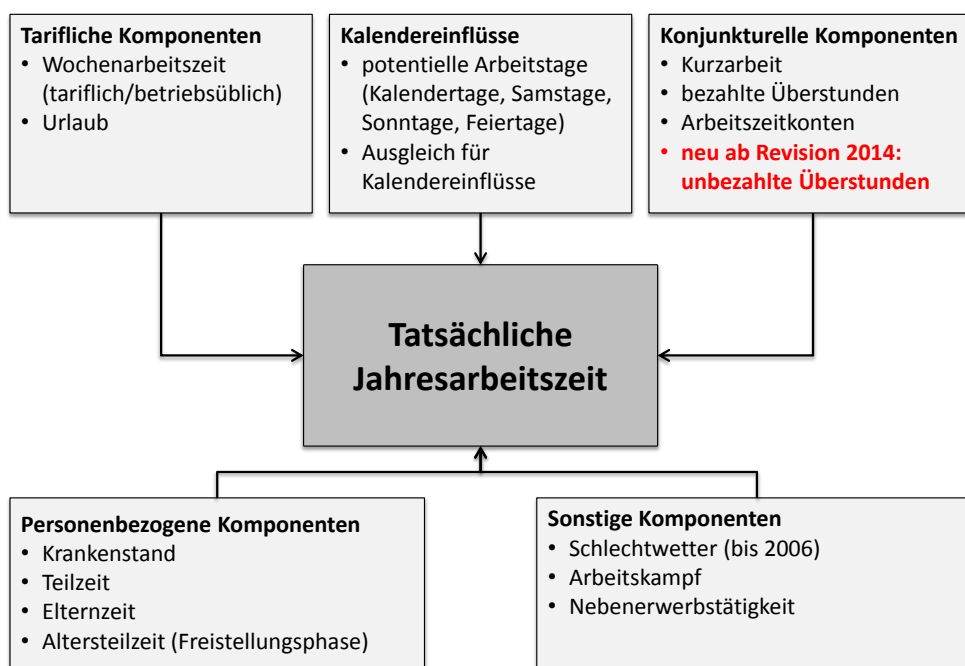 Tarifliche Komponenten
• Wochenarbeitszeit
(tariflich/betriebsüblich)
• Urlaub
Kalendereinflüsse
• potentielle Arbeitstage
(Kalendertage, Samstage,
Sonntage, Feiertage)
• Ausgleich für
Kalendereinflüsse
Konjunkturelle Komponenten
• Kurzarbeit
• bezahlte Überstunden
• Arbeitszeitkonten
• neu ab Revision 2014:
unbezahlte Überstunden
Tatsächliche
Jahresarbeitszeit
Personenbezogene Komponenten
• Krankenstand
• Teilzeit
• Elternzeit
• Altersteilzeit (Freistellungsphase)
Sonstige Komponenten
• Schlechtwetter (bis 2006)
• Arbeitskampf
• Nebenerwerbstätigkeit